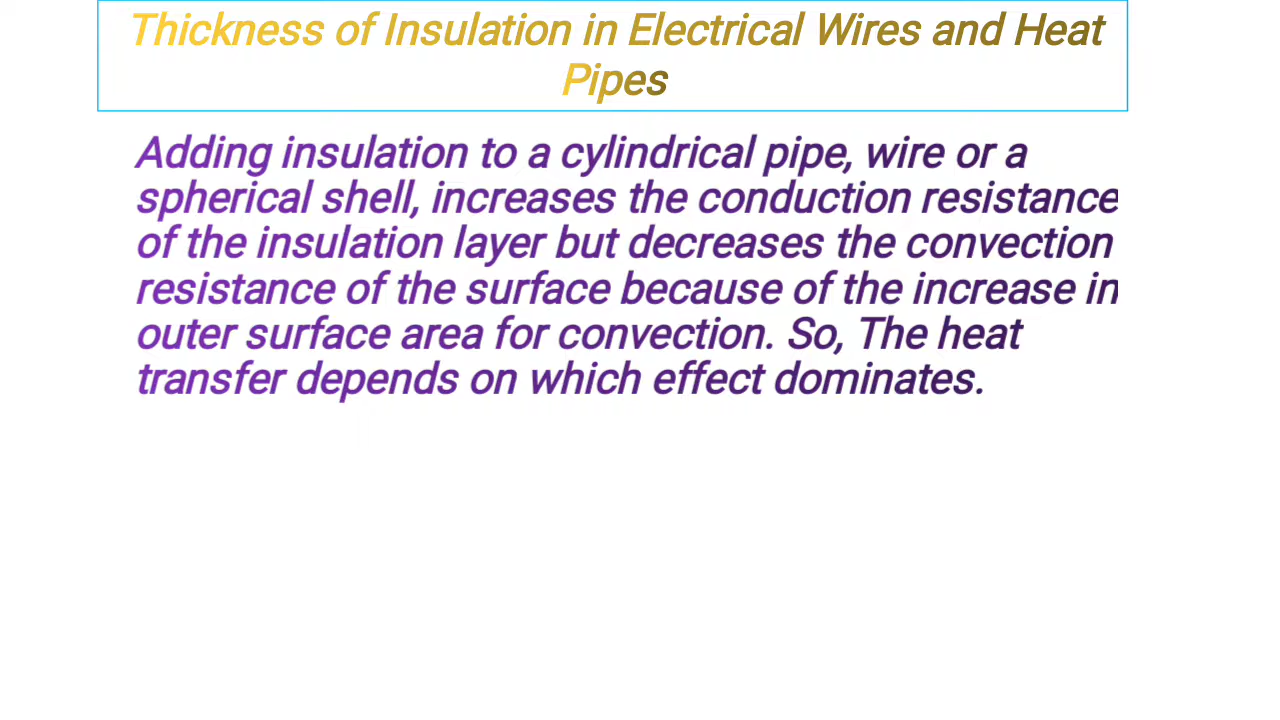 Thickness of Insulation in Electrical Wires and Heat
Pipes
Adding insulation to a cylindrical pipe, wire or a
spherical shell, increases the conduction resistance
of the insulation layer but decreases the convection
resistance of the surface because of the increase in
outer surface area for convection. So, The heat
transfer depends on which effect dominates.